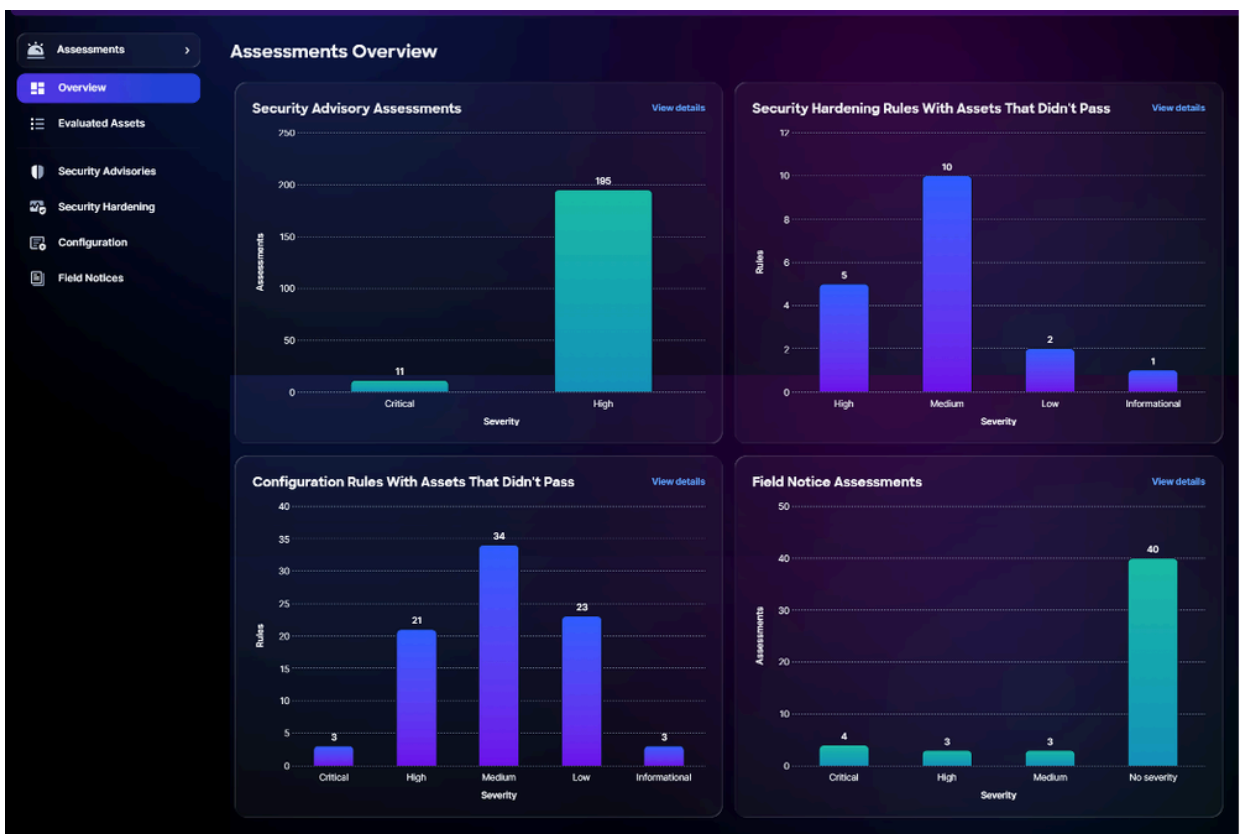 Assessments
Overview
Evaluated Assets
Security Advisories
Security Hardening
Configuration
Field Notices
Assessments Overview
Security Advisory Assessments
View details
250
200
150
100
50
0
Assessments
11
195
Critical
High
Severity
Security Hardening Rules With Assets That Didn't Pass
View details
12
10
8
6
4
2
0
Rules
5
10
2
1
High
Medium
Low
Informational
Severity
Configuration Rules With Assets That Didn't Pass
View details
40
35
30
25
20
15
10
5
0
Rules
3
21
34
23
3
Critical
High
Medium
Low
Informational
Severity
Field Notice Assessments
View details
50
40
30
20
10
0
Assessments
4
3
3
40
Critical
High
Medium
No severity
Severity